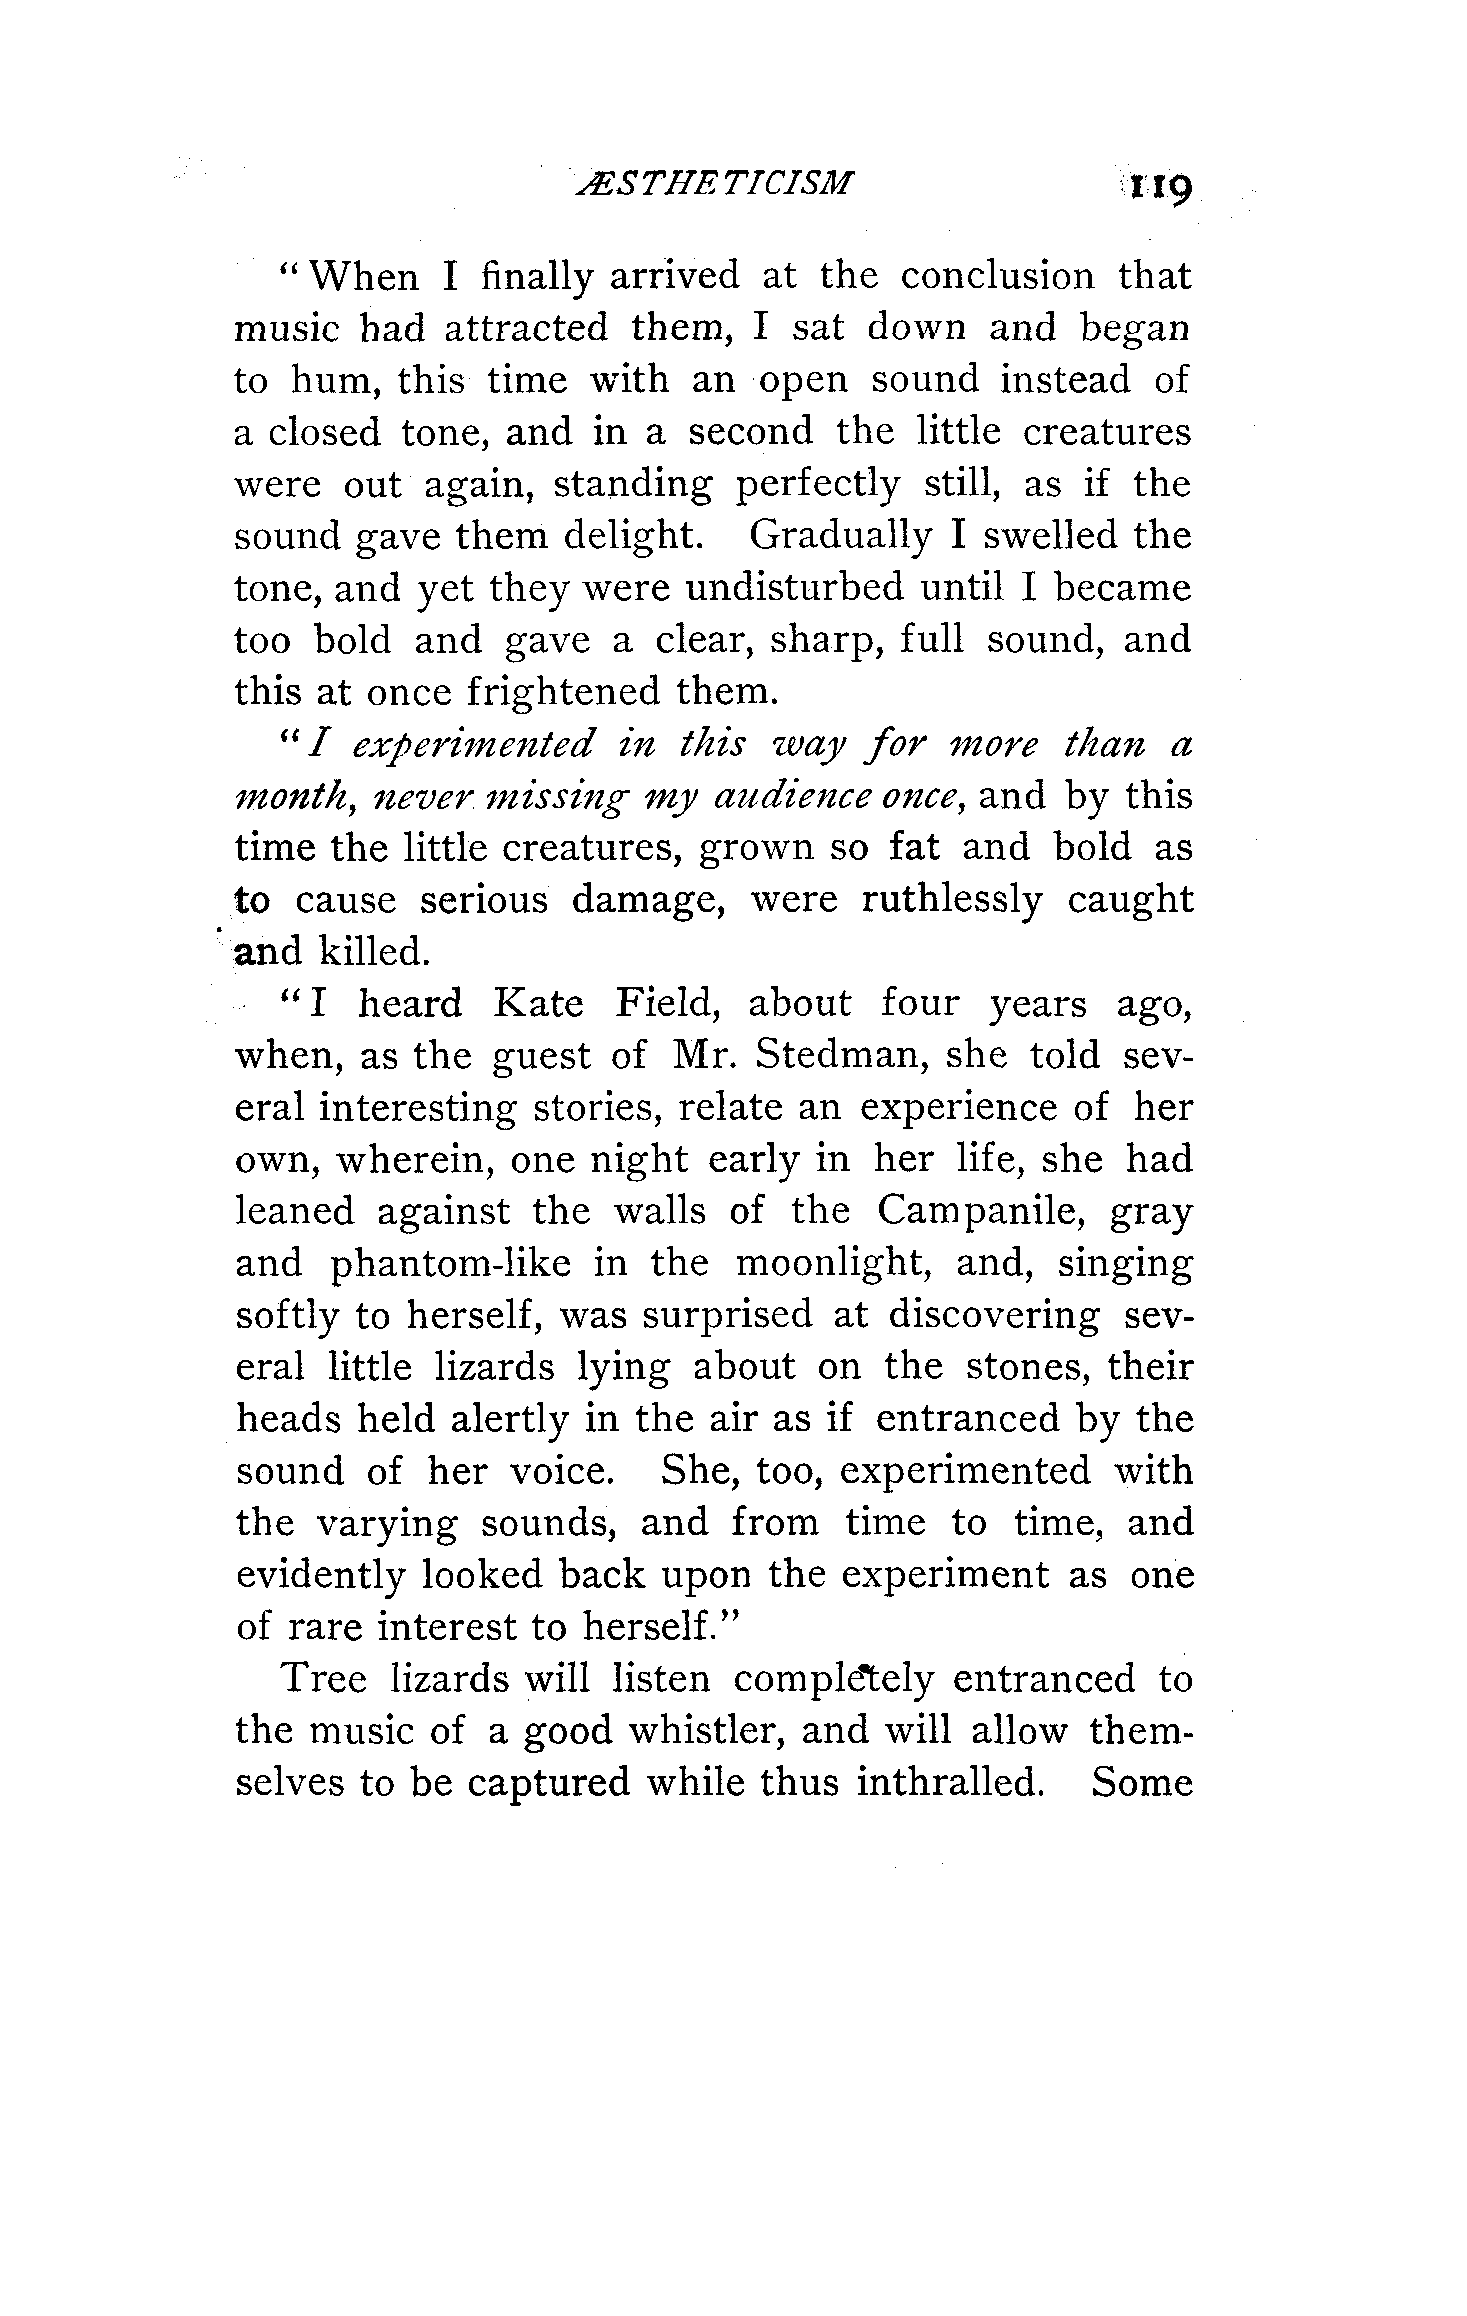 ÆSTHETICISM 119
"When I finally arrived at the conclusion that
music had attracted them, I sat down and began
to hum, this time with an open sound instead of
a closed tone, and in a second the little creatures
were out again, standing perfectly still, as if the
sound gave them delight. Gradually I swelled the
tone, and yet they were undisturbed until I became
too bold and gave a clear, sharp, full sound, and
this at once frightened them.
"I experimented in this way for more than a
month, never missing my audience once, and by this
time the little creatures, grown so fat and bold as
to cause serious damage, were ruthlessly caught
and killed.
"I heard Kate Field, about four years ago,
when, as the guest of Mr. Stedman, she told sev-
eral interesting stories, relate an experience of her
own, wherein, one night early in her life, she had
leaned against the walls of the Campanile, gray
and phantom-like in the moonlight, and, singing
softly to herself, was surprised at discovering sev-
eral little lizards lying about on the stones, their
heads held alertly in the air as if entranced by the
sound of her voice. She, too, experimented with
the varying sounds, and from time to time, and
evidently looked back upon the experiment as one
of rare interest to herself."
Tree lizards will listen completely entranced to
the music of a good whistler, and will allow them-
selves to be captured while thus inthralled. Some